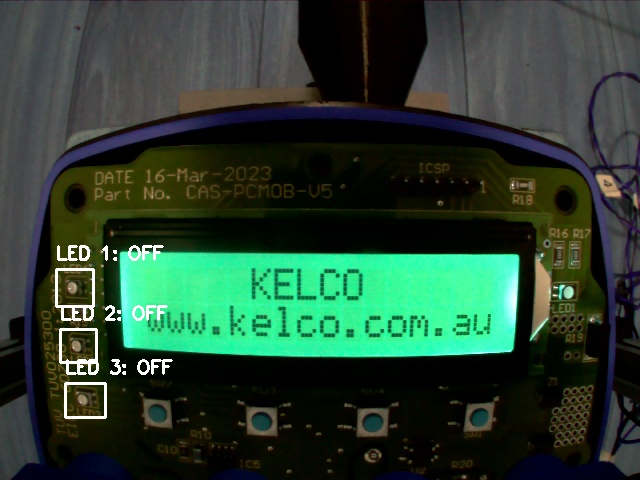 DATE 16-Mar-2023
Part No. CAS-PCMOB-V5
ICSP
1
R18
R16 R17
LED 1: OFF
KELCO
LED1
LED 2: OFF
www.kelco.com.au
R19
LED 3: OFF
R10
C10
IC5
R20